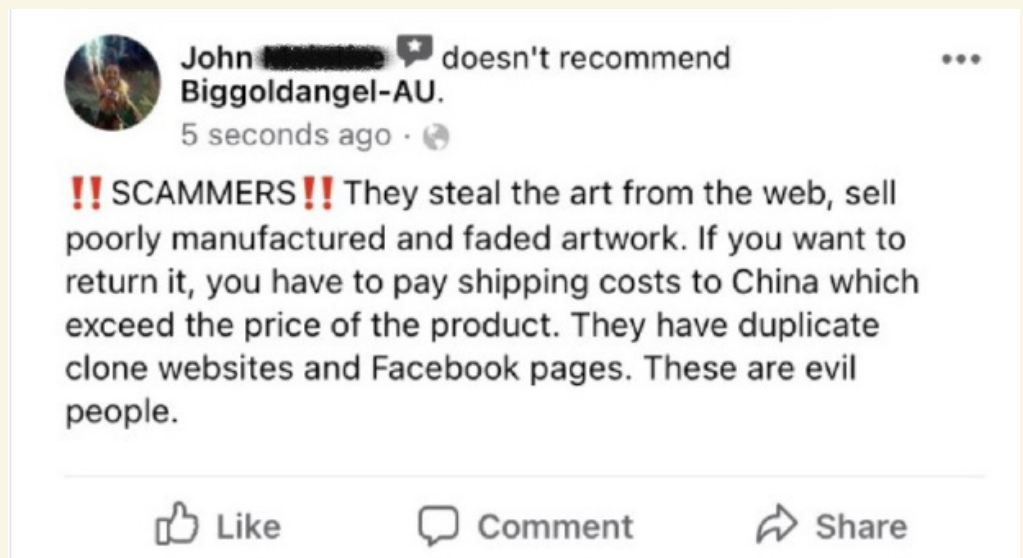 John doesn't recommend
Biggoldangel-AU.
5 seconds ago ·
‼️SCAMMERS‼️ They steal the art from the web, sell
poorly manufactured and faded artwork. If you want to
return it, you have to pay shipping costs to China which
exceed the price of the product. They have duplicate
clone websites and Facebook pages. These are evil
people.
Like Comment Share